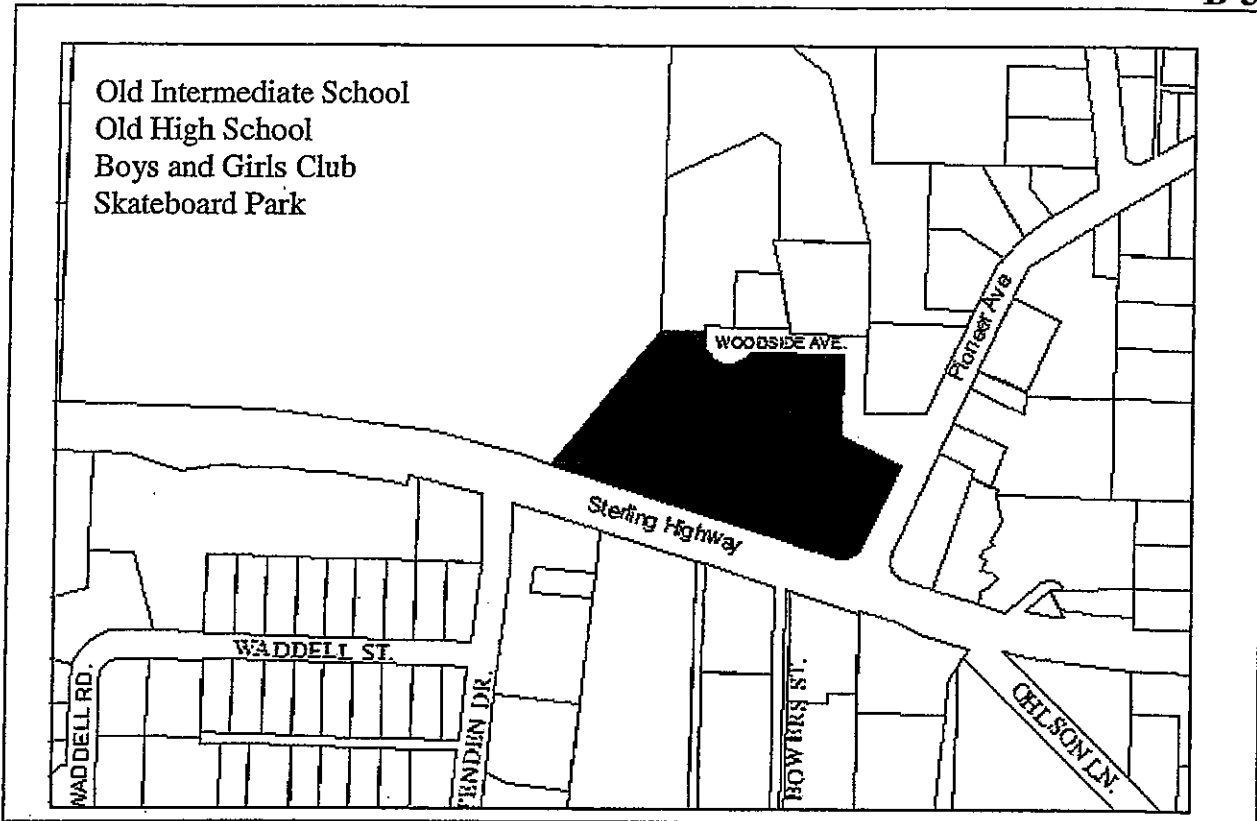 Old Intermediate School
Old High School
Boys and Girls Club
Skateboard Park
WOODSIDE AVE.
Pioneer Ave
Sterling Highway
WADDELL ST.
WADDELL RD.
DR.
BOWERS ST.
OHLSON LN.